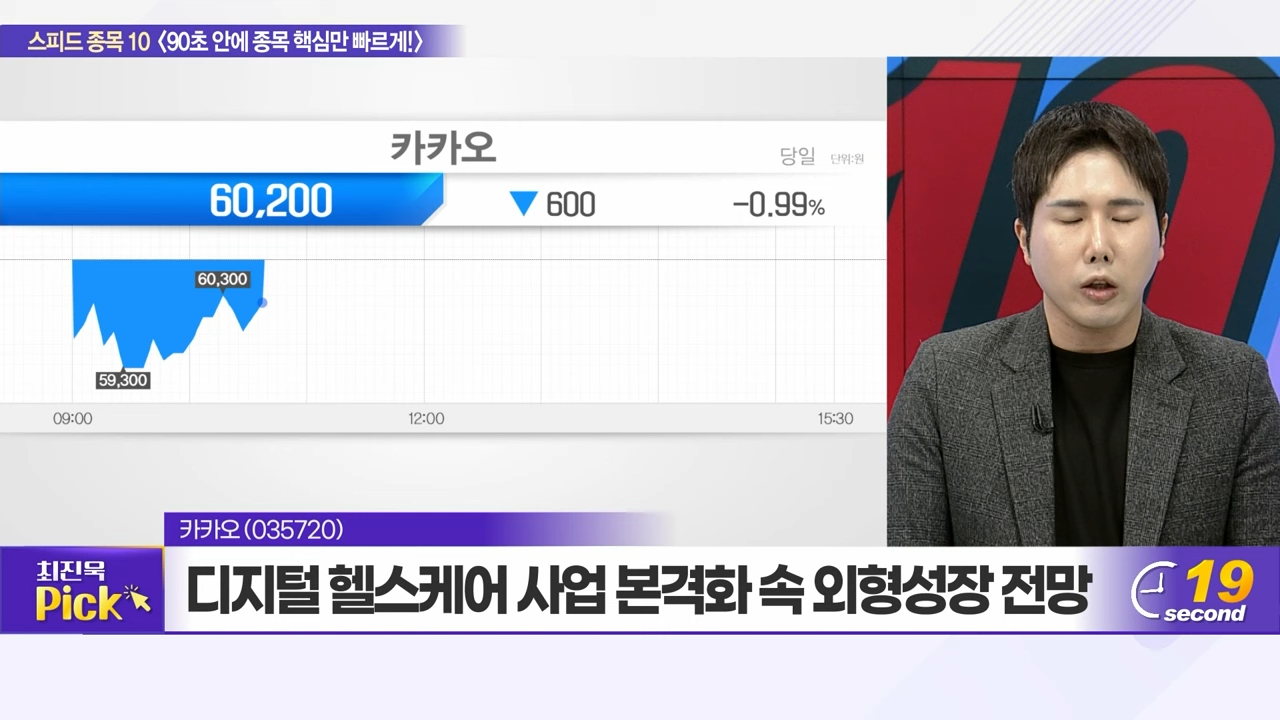 스피드 종목 10 〈90초 안에 종목 핵심만 빠르게!〉
카카오
당일 단위:원
60,200 ▼ 600 -0.99%
60,300
59,300
09:00 12:00 15:30
카카오(035720)
최진욱
Pick
디지털 헬스케어 사업 본격화 속 외형성장 전망
19
second